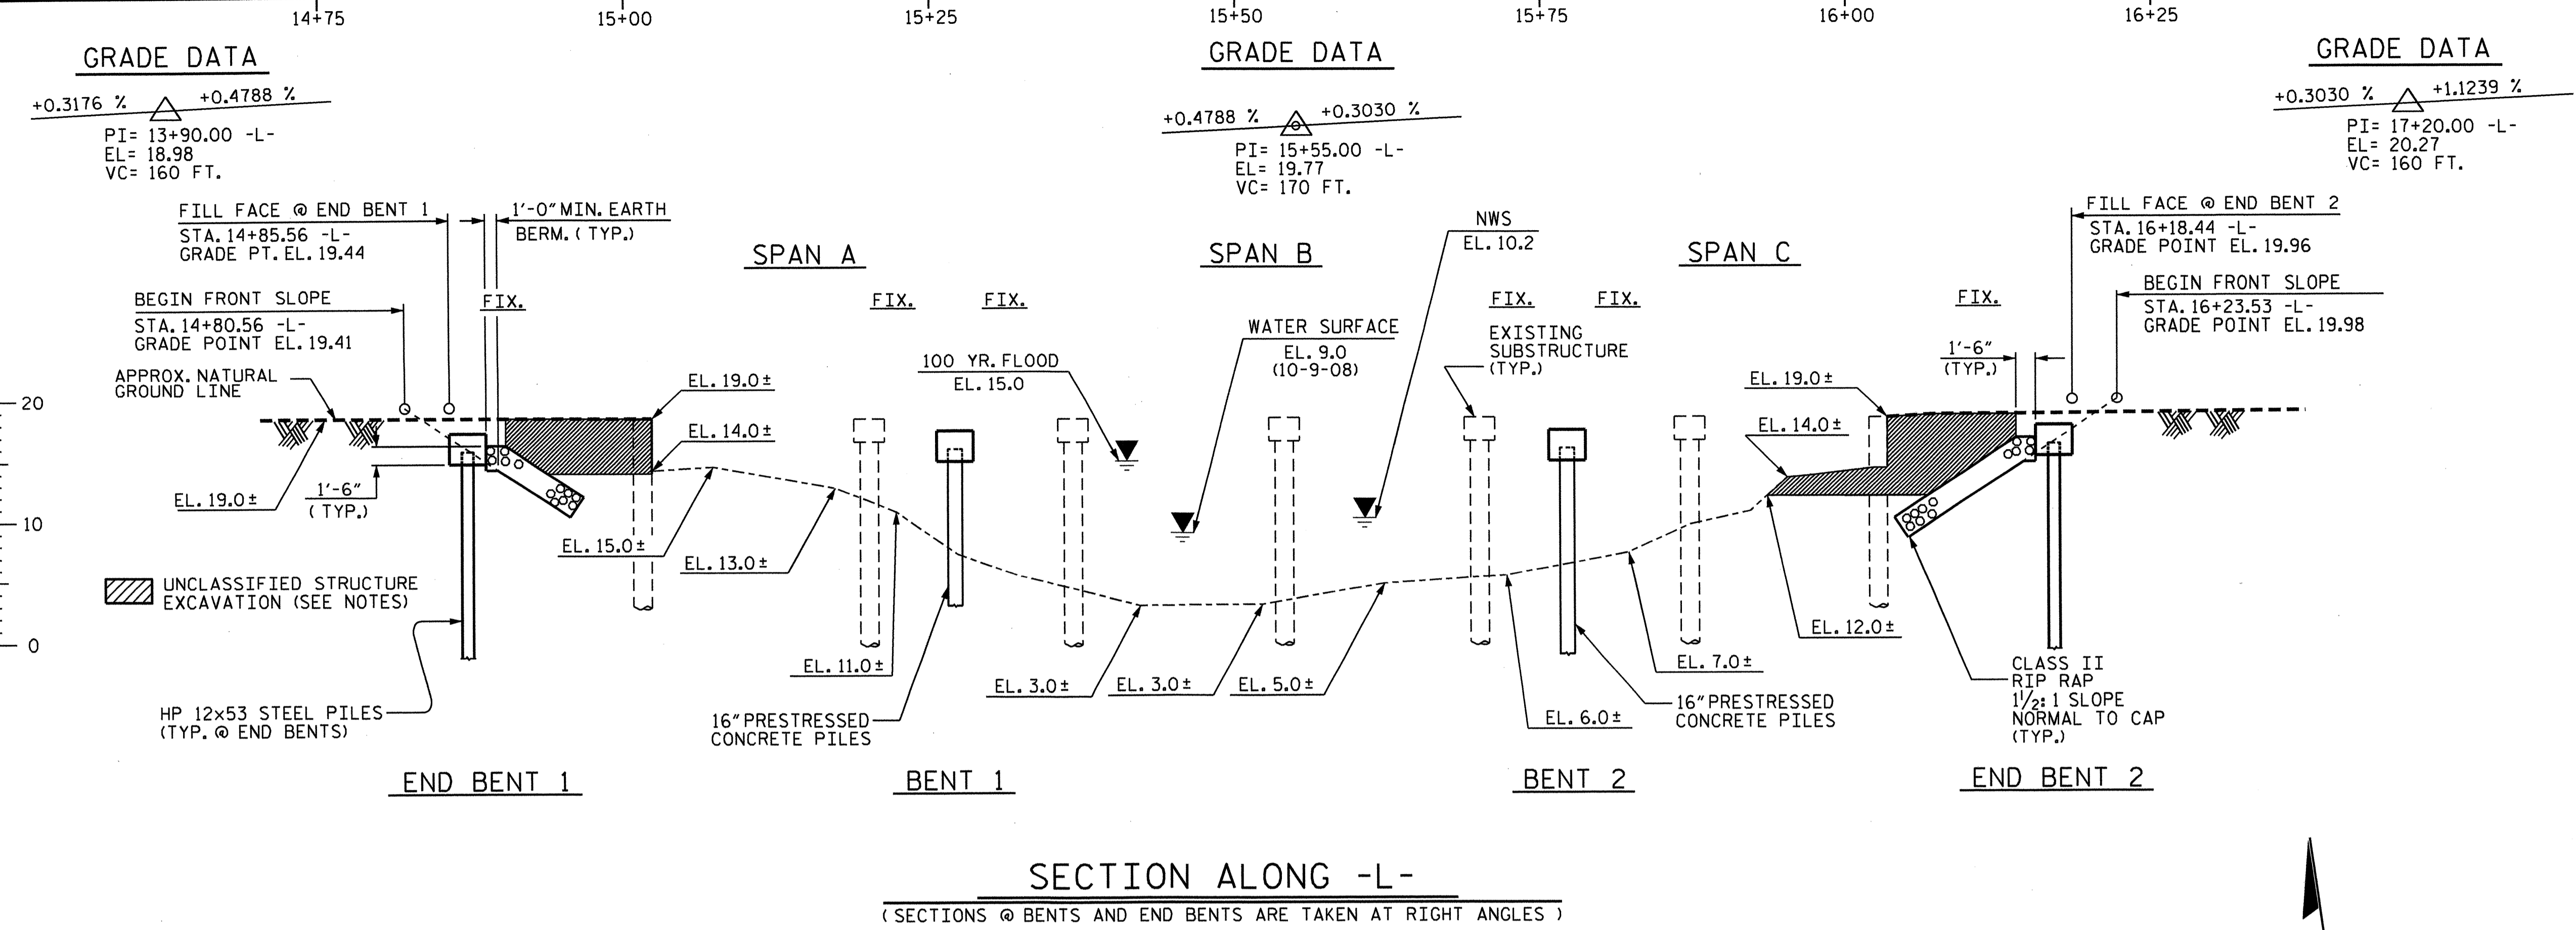 14+75
15+00
15+25
15+50
15+75
16+00
16+25
GRADE DATA
+0.3176 %
+0.4788 %
PI= 13+90.00 -L-
EL= 18.98
VC= 160 FT.
GRADE DATA
+0.4788 %
+0.3030 %
PI= 15+55.00 -L-
EL= 19.77
VC= 170 FT.
GRADE DATA
+0.3030 %
+1.1239 %
PI= 17+20.00 -L-
EL= 20.27
VC= 160 FT.
FILL FACE @ END BENT 1
STA. 14+85.56 -L-
GRADE PT. EL. 19.44
1'-0" MIN. EARTH
BERM. ( TYP.)
BEGIN FRONT SLOPE
STA. 14+80.56 -L-
GRADE POINT EL. 19.41
FIX.
SPAN A
FIX.
FIX.
SPAN B
NWS
EL. 10.2
SPAN C
FIX.
FIX.
FIX.
FILL FACE @ END BENT 2
STA. 16+18.44 -L-
GRADE POINT EL. 19.96
BEGIN FRONT SLOPE
STA. 16+23.53 -L-
GRADE POINT EL. 19.98
APPROX. NATURAL
GROUND LINE
EL. 19.0±
EL. 14.0±
100 YR. FLOOD
EL. 15.0
WATER SURFACE
EL. 9.0
(10-9-08)
EXISTING
SUBSTRUCTURE
(TYP.)
1'-6"
(TYP.)
EL. 19.0±
EL. 14.0±
20
10
0
EL. 19.0±
1'-6"
( TYP.)
EL. 15.0±
EL. 13.0±
EL. 11.0±
EL. 3.0±
EL. 3.0±
EL. 5.0±
EL. 6.0±
EL. 7.0±
EL. 12.0±
UNCLASSIFIED STRUCTURE
EXCAVATION (SEE NOTES)
HP 12x53 STEEL PILES
(TYP. @ END BENTS)
16" PRESTRESSED
CONCRETE PILES
16" PRESTRESSED
CONCRETE PILES
CLASS II
RIP RAP
1½: 1 SLOPE
NORMAL TO CAP
(TYP.)
END BENT 1
BENT 1
BENT 2
END BENT 2
SECTION ALONG -L-
( SECTIONS @ BENTS AND END BENTS ARE TAKEN AT RIGHT ANGLES )